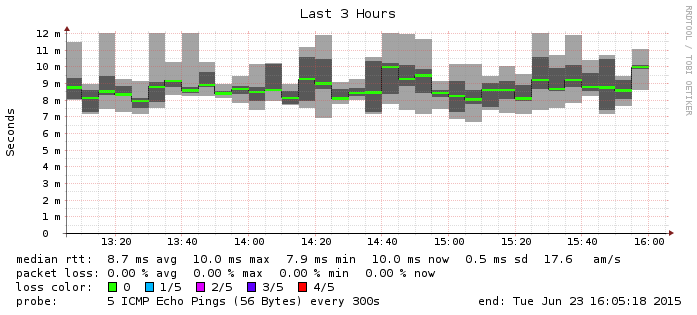 Last 3 Hours
RRDTOOL / TOBI OETIKER
Seconds
12 m
11 m
10 m
9 m
8 m
7 m
6 m
5 m
4 m
3 m
2 m
1 m
0
13:20 13:40 14:00 14:20 14:40 15:00 15:20 15:40 16:00
median rtt: 8.7 ms avg 10.0 ms max 7.9 ms min 10.0 ms now 0.5 ms sd 17.6 am/s
packet loss: 0.00 % avg 0.00 % max 0.00 % min 0.00 % now
loss color: 0 1/5 2/5 3/5 4/5
probe: 5 ICMP Echo Pings (56 Bytes) every 300s end: Tue Jun 23 16:05:18 2015